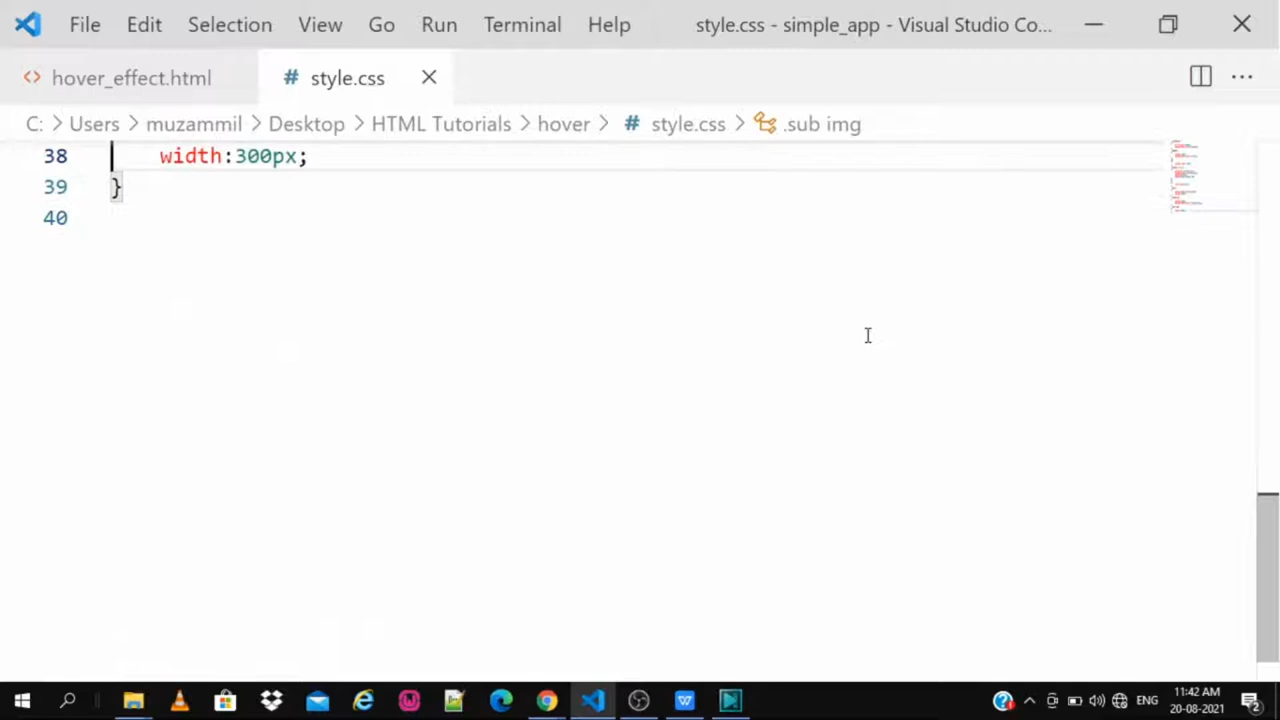 File Edit Selection View Go Run Terminal Help style.css - simple_app - Visual Studio Co...
hover_effect.html # style.css
C: > Users > muzammil > Desktop > HTML Tutorials > hover > # style.css > .sub img
38 width:300px;
39 }
40
ENG 11:42 AM
20-08-2021 2